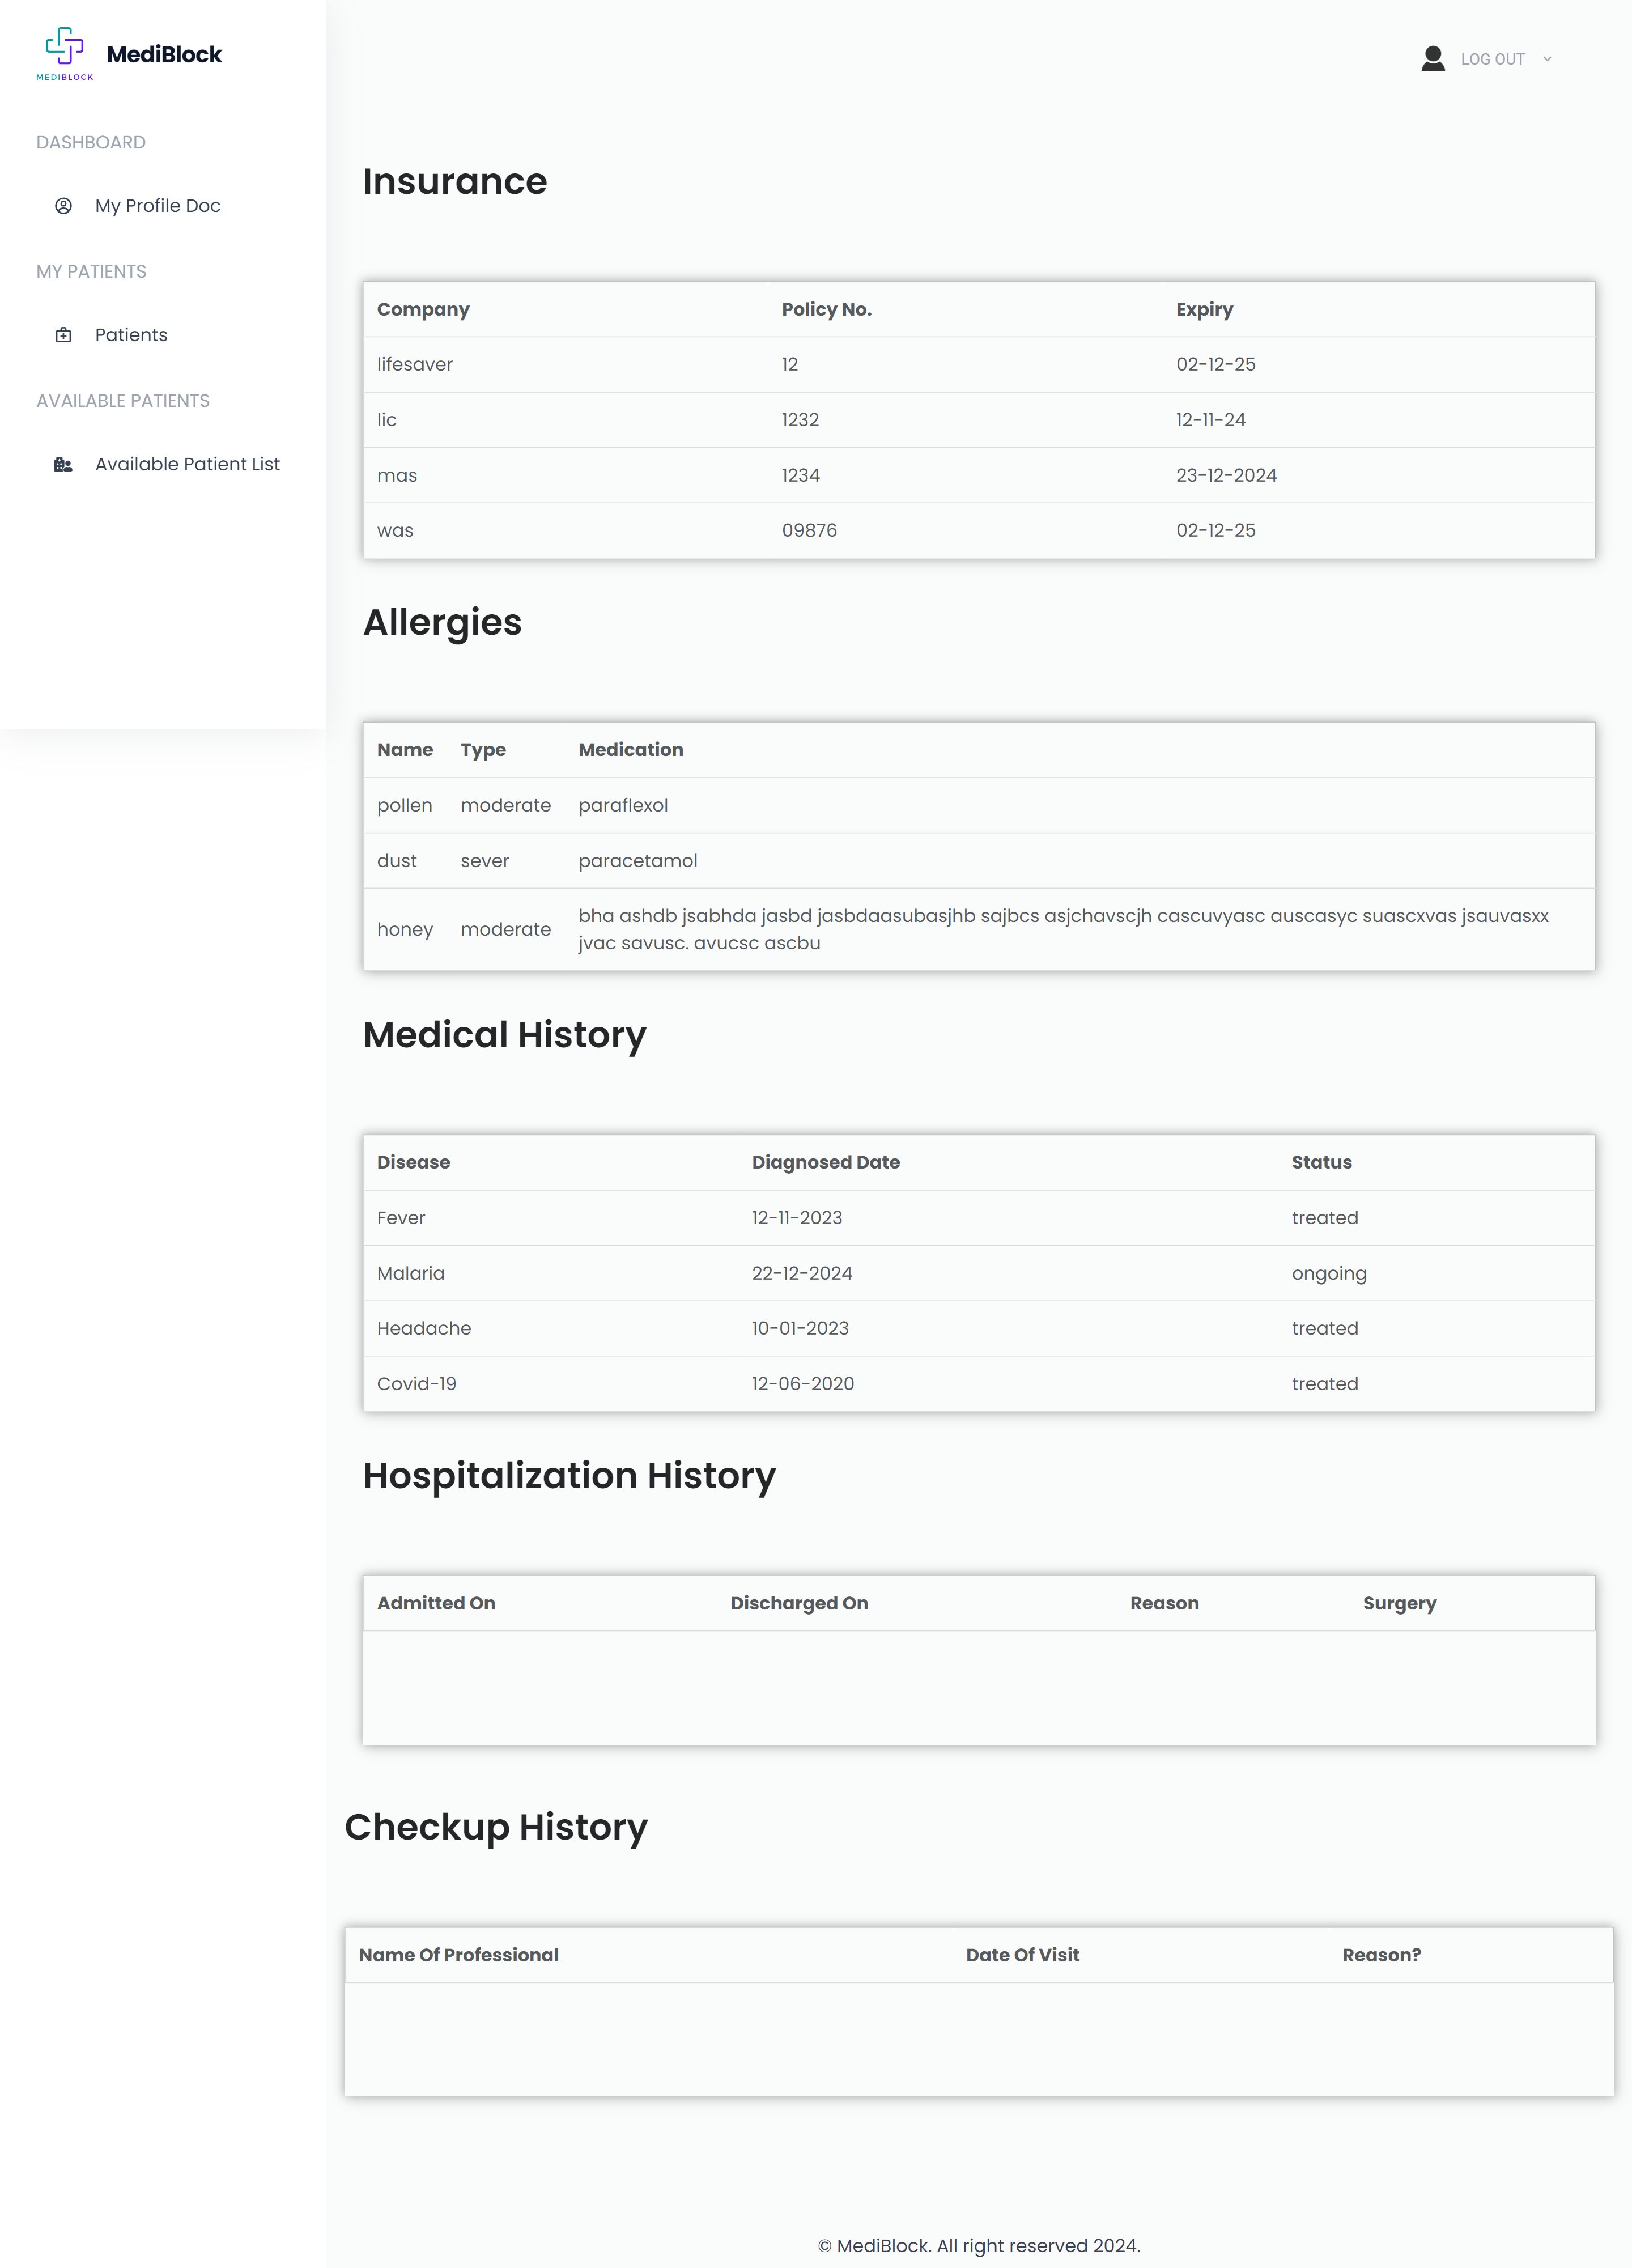 MEDIBLOCK
MediBlock
LOG OUT
DASHBOARD
My Profile Doc
MY PATIENTS
Patients
AVAILABLE PATIENTS
Available Patient List
Insurance
Company Policy No. Expiry
lifesaver 12 02-12-25
lic 1232 12-11-24
mas 1234 23-12-2024
was 09876 02-12-25
Allergies
Name Type Medication
pollen moderate paraflexol
dust sever paracetamol
honey moderate bha ashdb jsabhda jasbd jasbdaasubasjhb sajbcs asjchavscjh cascuvyasc auscasyc suascxvas jsauvasxx
jvac savusc. avucsc ascbu
Medical History
Disease Diagnosed Date Status
Fever 12-11-2023 treated
Malaria 22-12-2024 ongoing
Headache 10-01-2023 treated
Covid-19 12-06-2020 treated
Hospitalization History
Admitted On Discharged On Reason Surgery
Checkup History
Name Of Professional Date Of Visit Reason?
© MediBlock. All right reserved 2024.